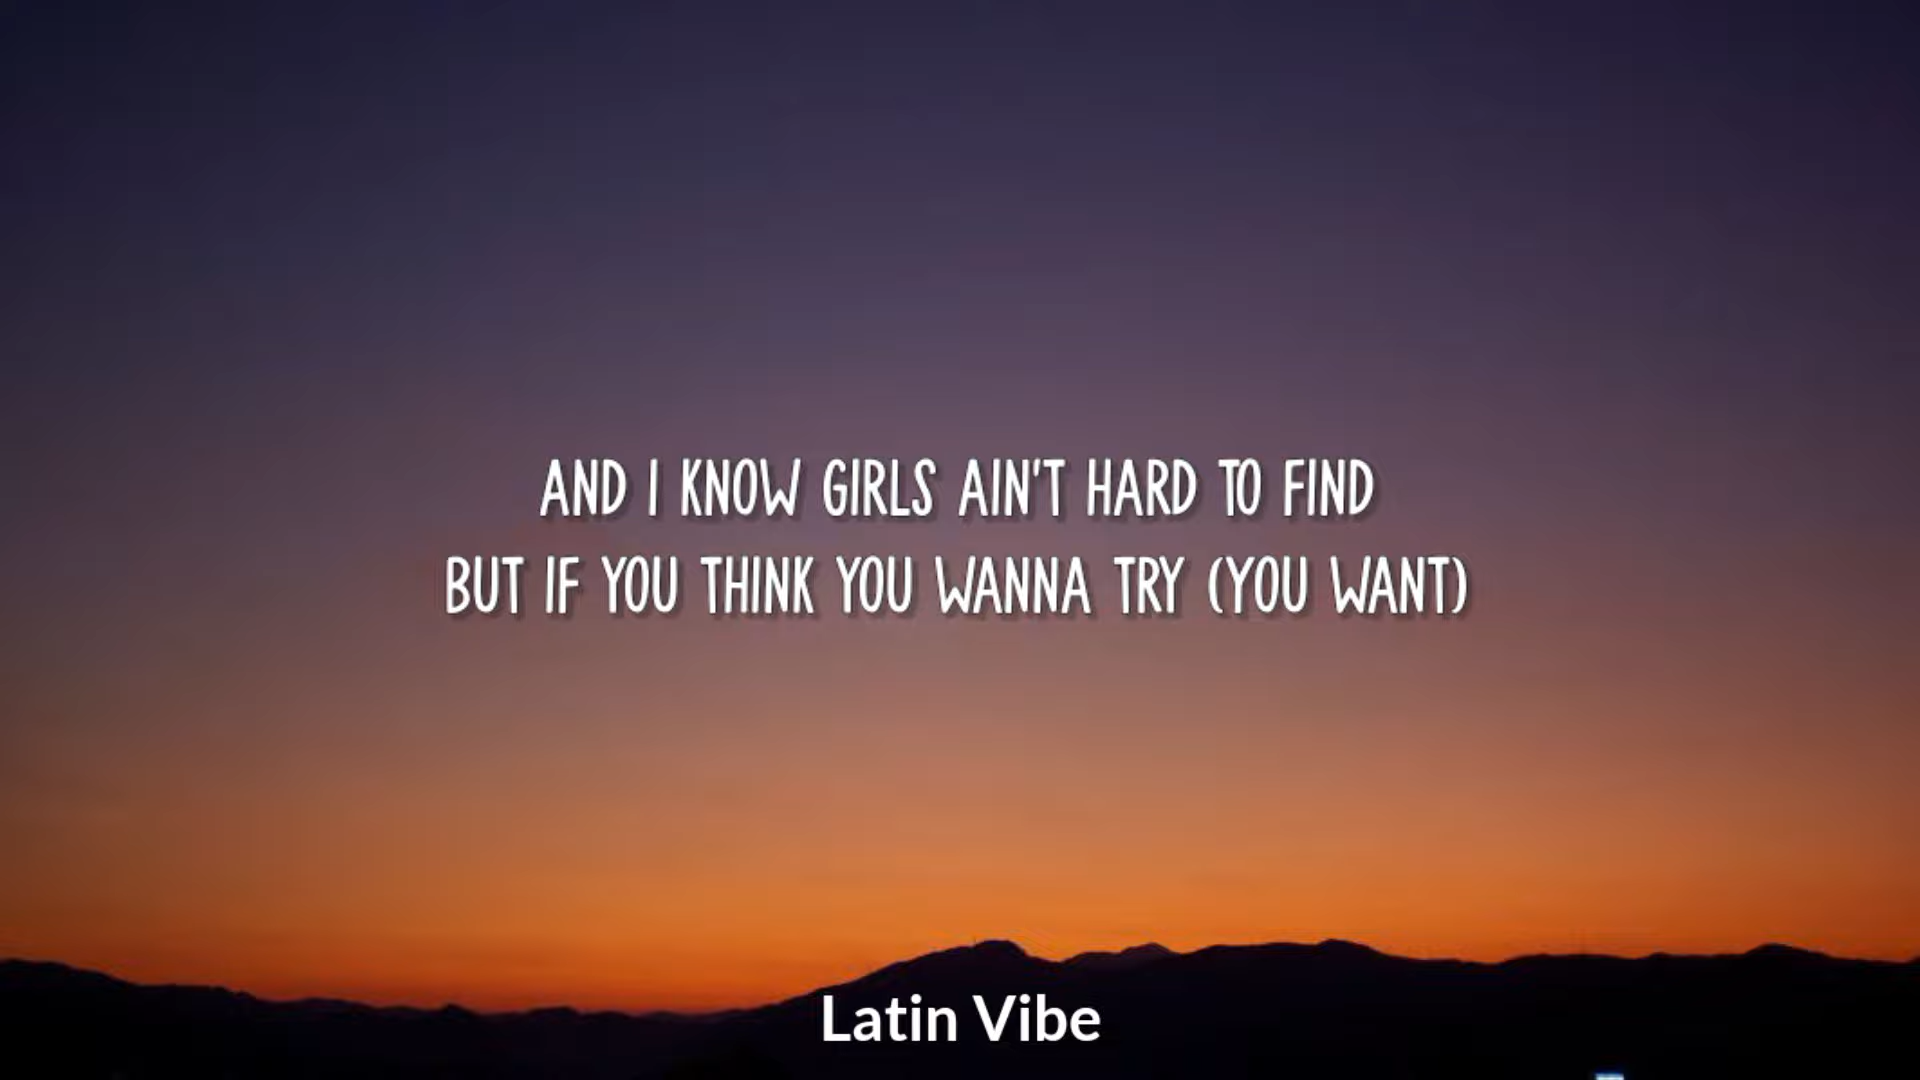 AND I KNOW GIRLS AIN'T HARD TO FIND
BUT IF YOU THINK YOU WANNA TRY (YOU WANT)
Latin Vibe